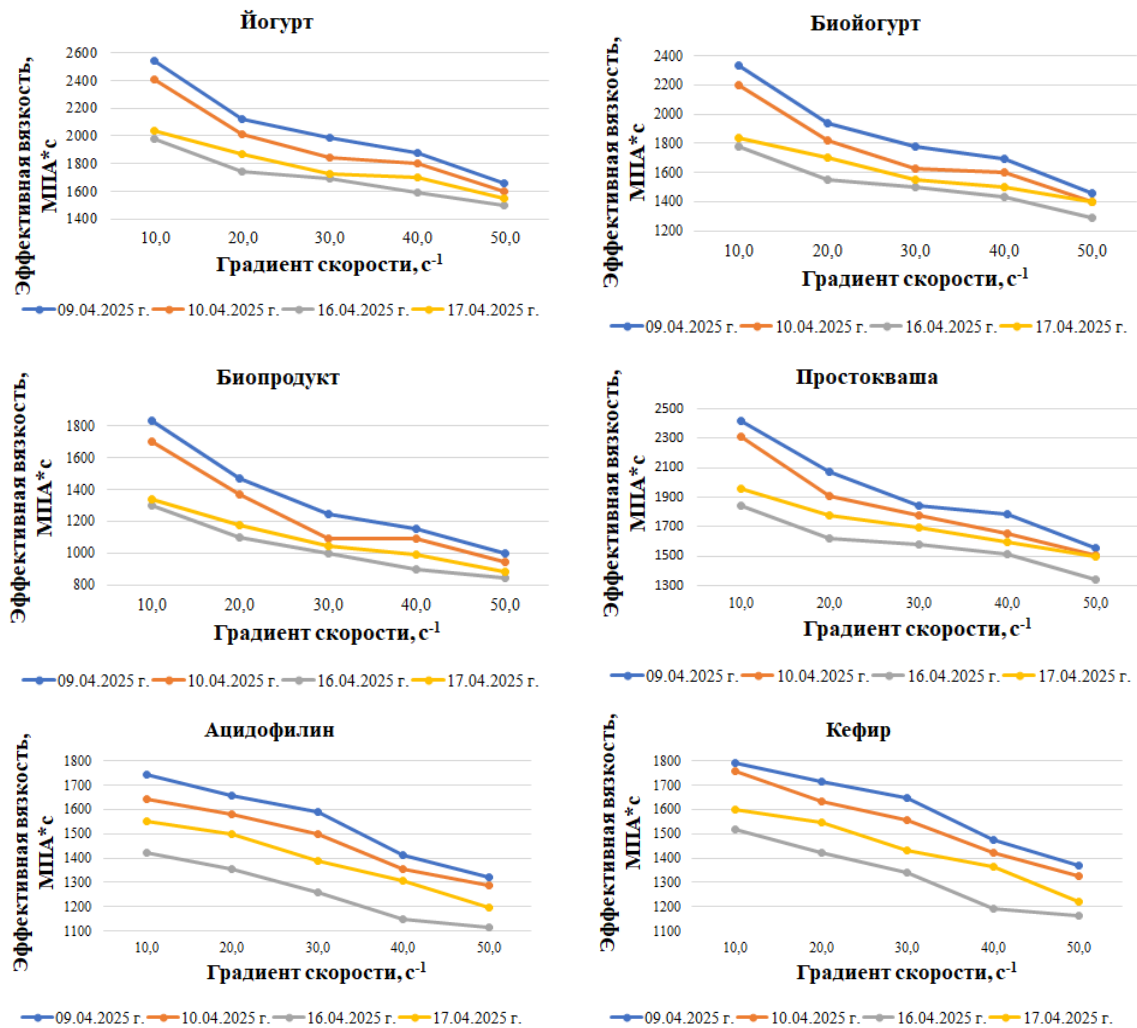 Йогурт
Эффективная вязкость,
МПА*с
2600
2400
2200
2000
1800
1600
1400
10,0 20,0 30,0 40,0 50,0
Градиент скорости, с-1
09.04.2025 г. 10.04.2025 г. 16.04.2025 г. 17.04.2025 г.
Биойогурт
Эффективная вязкость,
МПА*с
2400
2200
2000
1800
1600
1400
1200
10,0 20,0 30,0 40,0 50,0
Градиент скорости, с-1
09.04.2025 г. 10.04.2025 г. 16.04.2025 г. 17.04.2025 г.
Биопродукт
Эффективная вязкость,
МПА*с
1800
1600
1400
1200
1000
800
10,0 20,0 30,0 40,0 50,0
Градиент скорости, с-1
09.04.2025 г. 10.04.2025 г. 16.04.2025 г. 17.04.2025 г.
Простокваша
Эффективная вязкость,
МПА*с
2500
2300
2100
1900
1700
1500
1300
10,0 20,0 30,0 40,0 50,0
Градиент скорости, с-1
09.04.2025 г. 10.04.2025 г. 16.04.2025 г. 17.04.2025 г.
Ацидофилин
Эффективная вязкость,
МПА*с
1800
1700
1600
1500
1400
1300
1200
1100
10,0 20,0 30,0 40,0 50,0
Градиент скорости, с-1
09.04.2025 г. 10.04.2025 г. 16.04.2025 г. 17.04.2025 г.
Кефир
Эффективная вязкость,
МПА*с
1800
1700
1600
1500
1400
1300
1200
1100
10,0 20,0 30,0 40,0 50,0
Градиент скорости, с-1
09.04.2025 г. 10.04.2025 г. 16.04.2025 г. 17.04.2025 г.